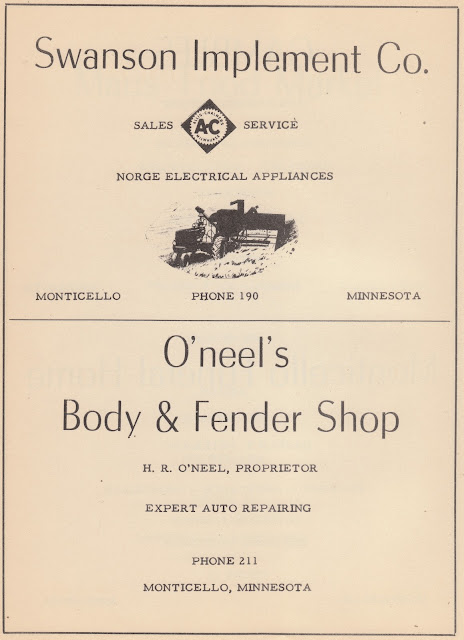 Swanson Implement Co.
SALES AC SERVICE
NORGE ELECTRICAL APPLIANCES
MONTICELLO PHONE 190 MINNESOTA
O'neel's
Body & Fender Shop
H. R. O'NEEL, PROPRIETOR
EXPERT AUTO REPAIRING
PHONE 211
MONTICELLO, MINNESOTA